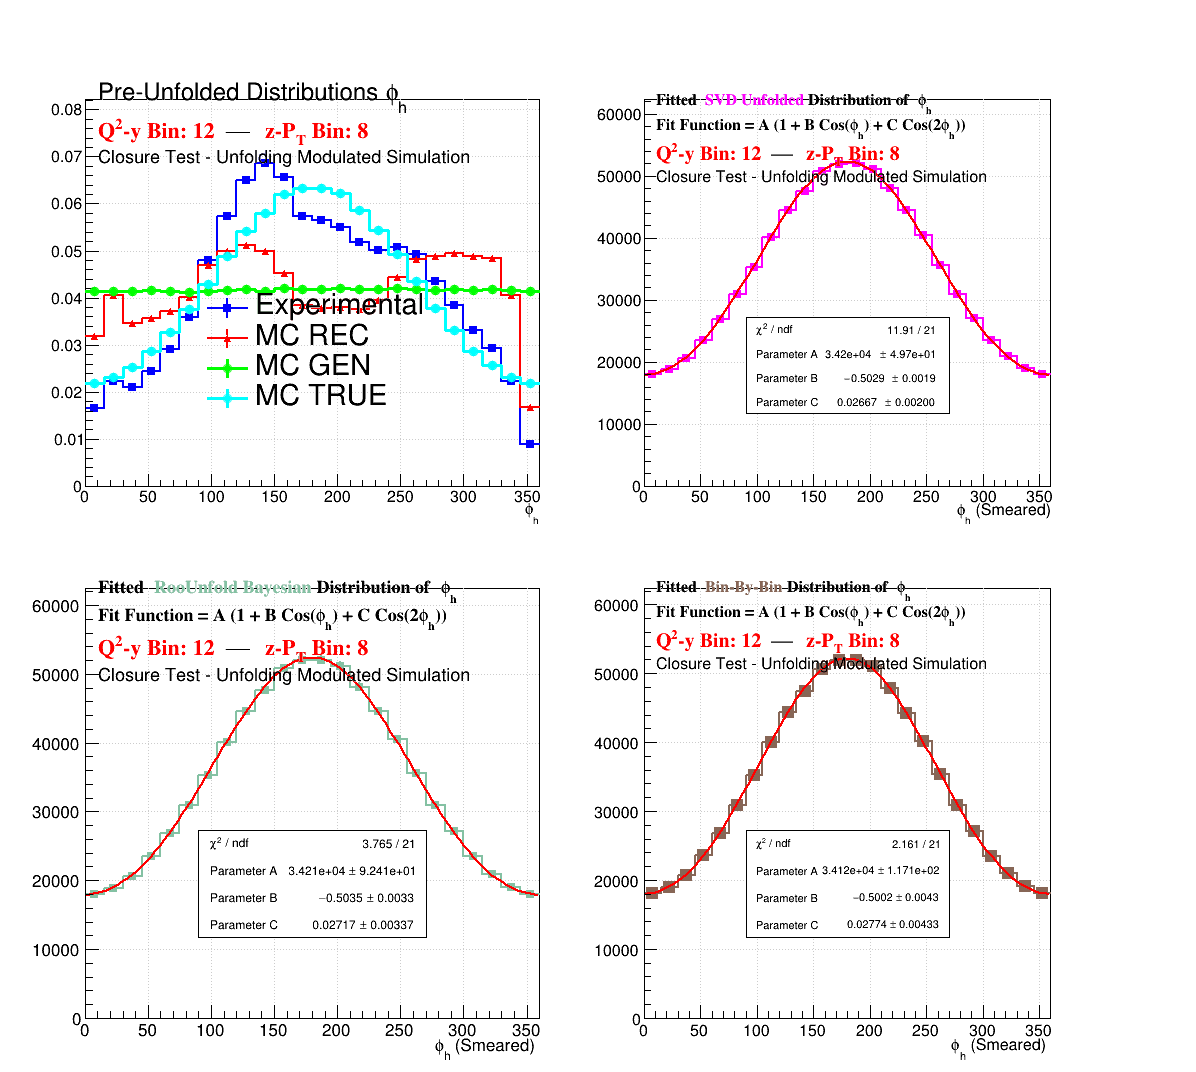 Pre-Unfolded Distributions ϕh
Q²-y Bin: 12 — z-PT Bin: 8
Closure Test - Unfolding Modulated Simulation
0.08
0.07
0.06
0.05
0.04
0.03
0.02
0.01
0
Experimental
MC REC
MC GEN
MC TRUE
0 50 100 150 200 250 300 350
ϕh
Fitted SVD Unfolded Distribution of ϕh
Fit Function = A (1 + B Cos(ϕh) + C Cos(2ϕh))
Q²-y Bin: 12 — z-PT Bin: 8
Closure Test - Unfolding Modulated Simulation
60000
50000
40000
30000
20000
10000
0
χ² / ndf 11.91 / 21
Parameter A 3.42e+04 ± 4.97e+01
Parameter B −0.5029 ± 0.0019
Parameter C 0.02667 ± 0.00200
0 50 100 150 200 250 300 350
ϕh (Smeared)
Fitted RooUnfold Bayesian Distribution of ϕh
Fit Function = A (1 + B Cos(ϕh) + C Cos(2ϕh))
Q²-y Bin: 12 — z-PT Bin: 8
Closure Test - Unfolding Modulated Simulation
60000
50000
40000
30000
20000
10000
0
χ² / ndf 3.765 / 21
Parameter A 3.421e+04 ± 9.241e+01
Parameter B −0.5035 ± 0.0033
Parameter C 0.02717 ± 0.00337
0 50 100 150 200 250 300 350
ϕh (Smeared)
Fitted Bin-By-Bin Distribution of ϕh
Fit Function = A (1 + B Cos(ϕh) + C Cos(2ϕh))
Q²-y Bin: 12 — z-PT Bin: 8
Closure Test - Unfolding Modulated Simulation
60000
50000
40000
30000
20000
10000
0
χ² / ndf 2.161 / 21
Parameter A 3.412e+04 ± 1.171e+02
Parameter B −0.5002 ± 0.0043
Parameter C 0.02774 ± 0.00433
0 50 100 150 200 250 300 350
ϕh (Smeared)